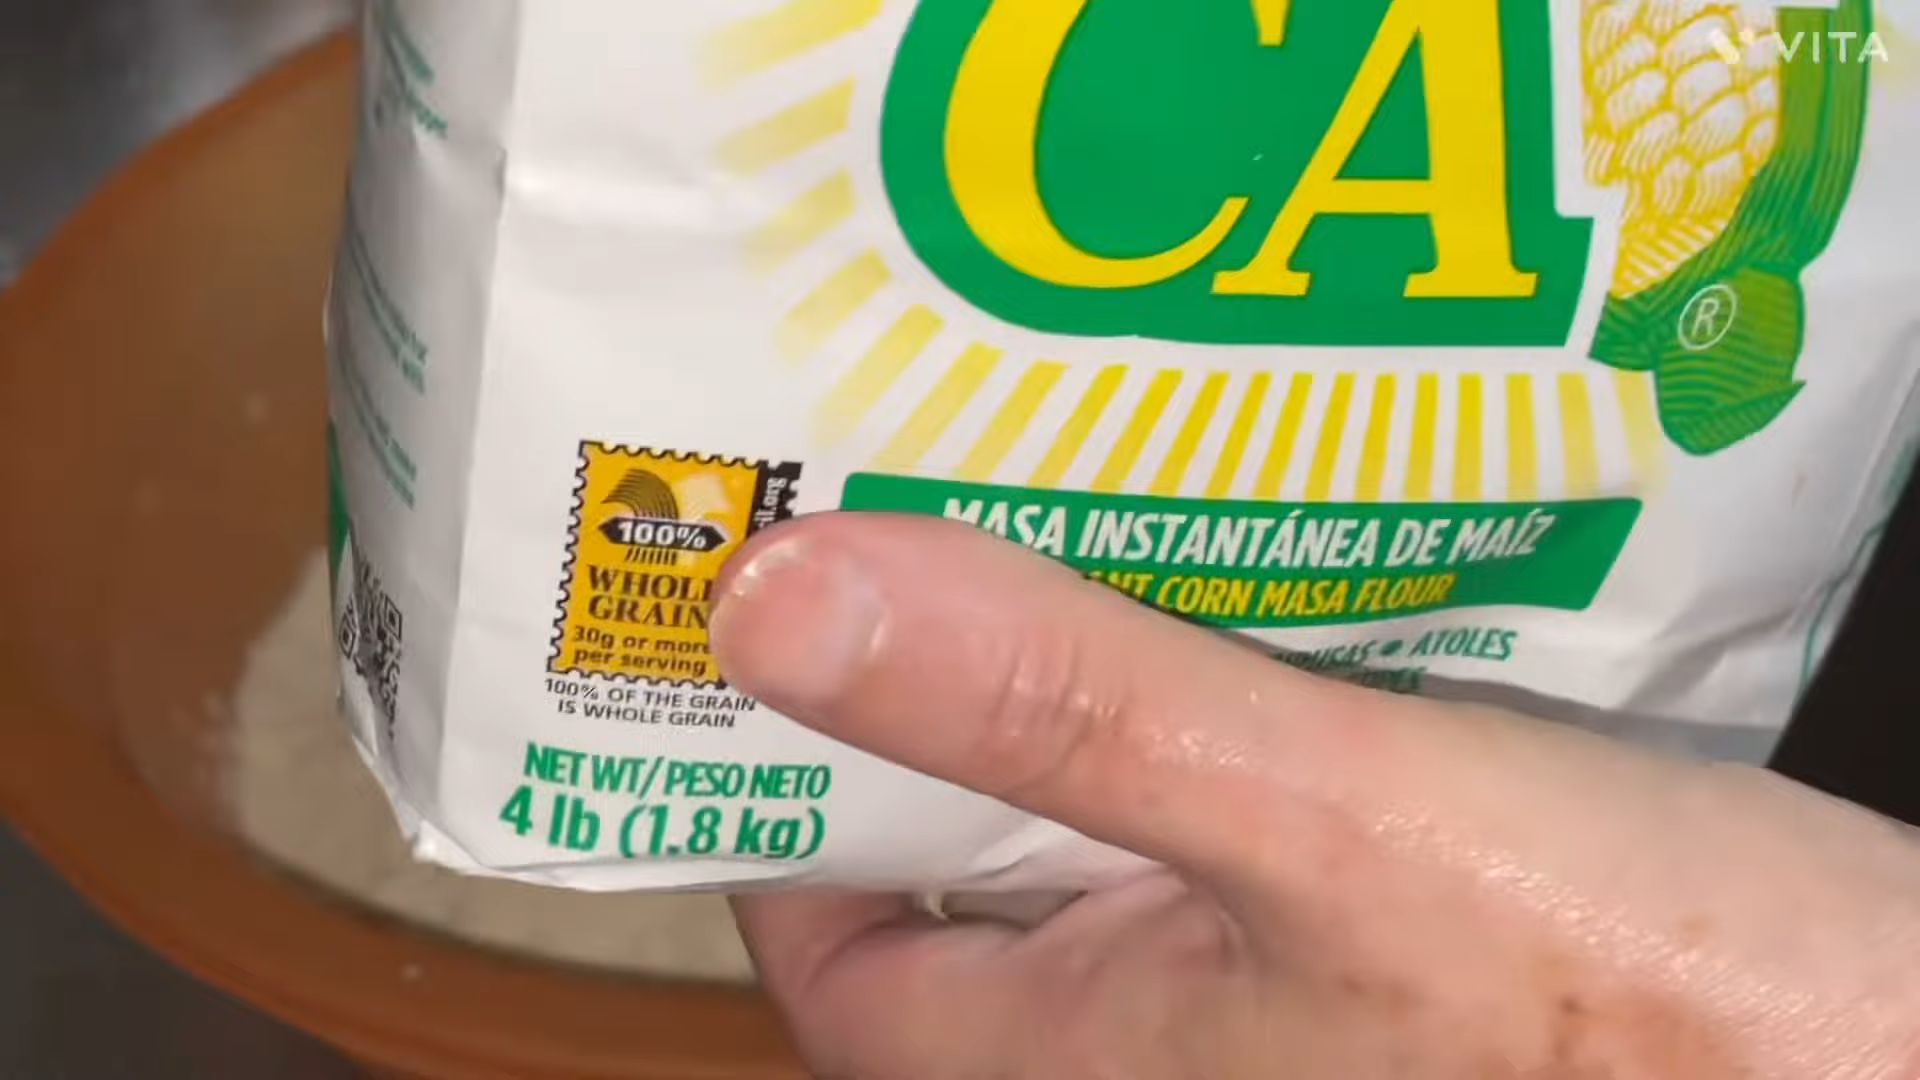 VITA
CA
®
100%
WHOLE
GRAIN
30g or more
per serving
100% OF THE GRAIN
IS WHOLE GRAIN
MASA INSTANTÁNEA DE MAÍZ
CORN MASA FLOUR
• ATOLES
NET WT/PESO NETO
4 lb (1.8 kg)